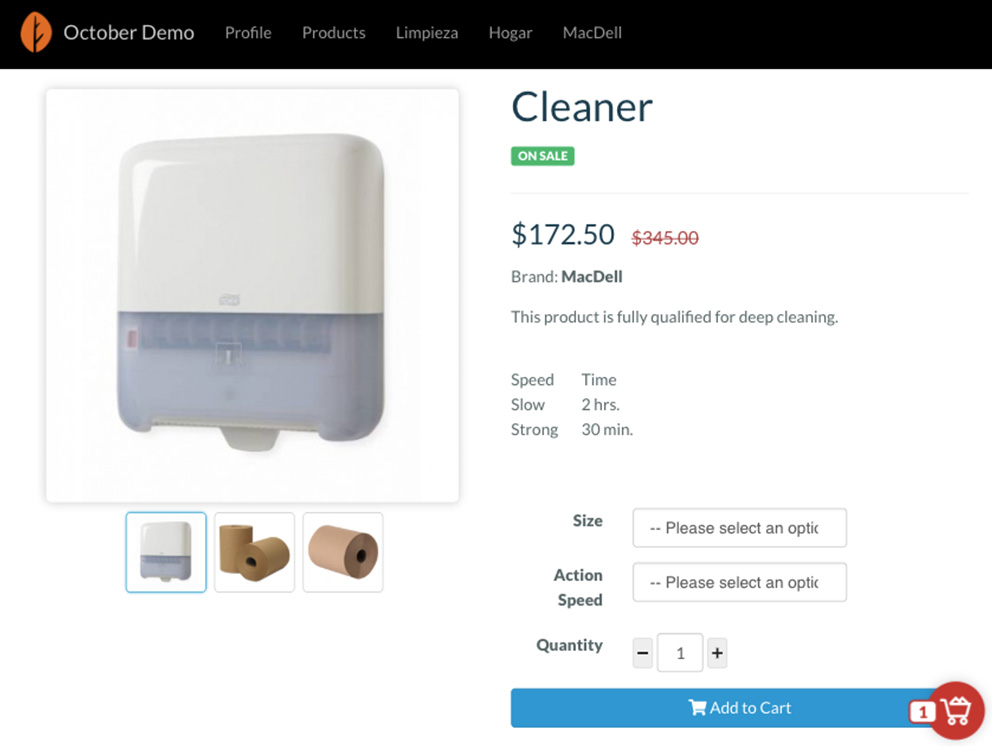 October Demo Profile Products Limpieza Hogar MacDell
Cleaner
ON SALE
$172.50 $345.00
Brand: MacDell
This product is fully qualified for deep cleaning.
Speed Time
Slow 2 hrs.
Strong 30 min.
Size -- Please select an optic
Action Speed -- Please select an optic
Quantity − 1 +
Add to Cart
1